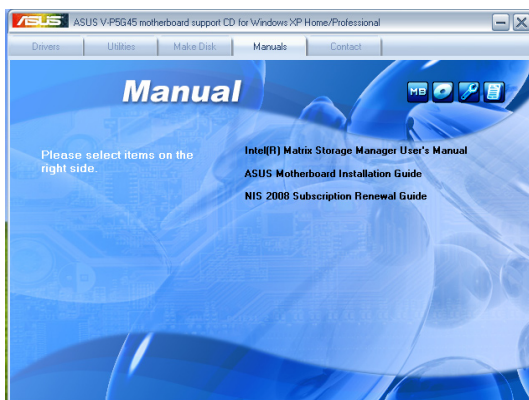 ASUS ASUS V-P5G45 motherboard support CD for Windows XP Home/Professional
Drivers Utilities Make Disk Manuals Contact
Manual
MB
Please select items on the
right side.
Intel(R) Matrix Storage Manager User's Manual
ASUS Motherboard Installation Guide
NIS 2008 Subscription Renewal Guide